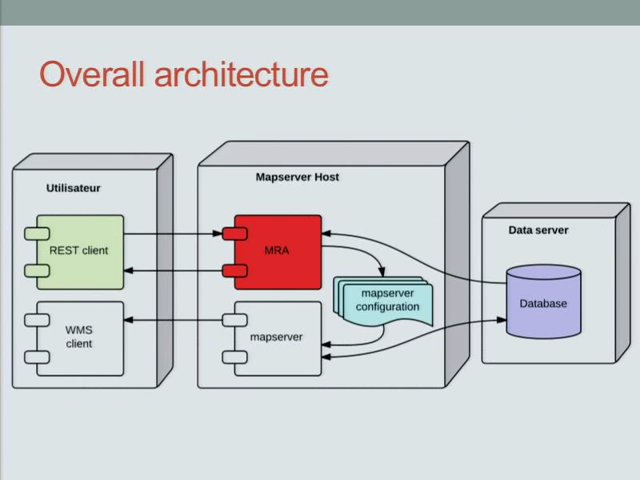 Overall architecture
Utilisateur
REST client
WMS
client
Mapserver Host
MRA
mapserver
configuration
mapserver
Data server
Database